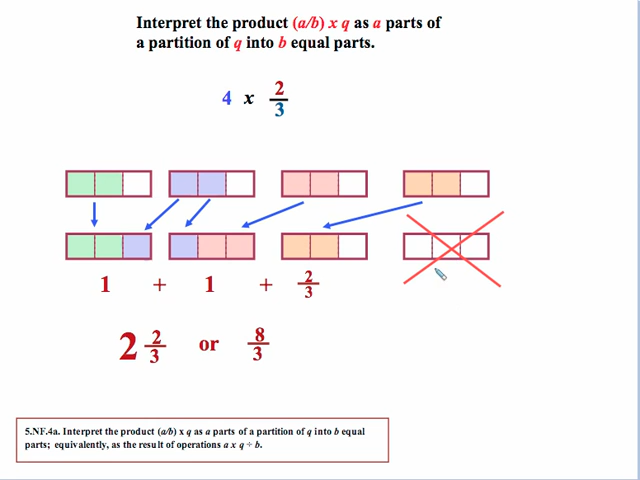 Interpret the product (a/b) x q as a parts of
a partition of q into b equal parts.
4 x 2/3
1 + 1 + 2/3
2 2/3 or 8/3
5.NF.4a. Interpret the product (a/b) x q as a parts of a partition of q into b equal
parts; equivalently, as the result of operations a x q ÷ b.